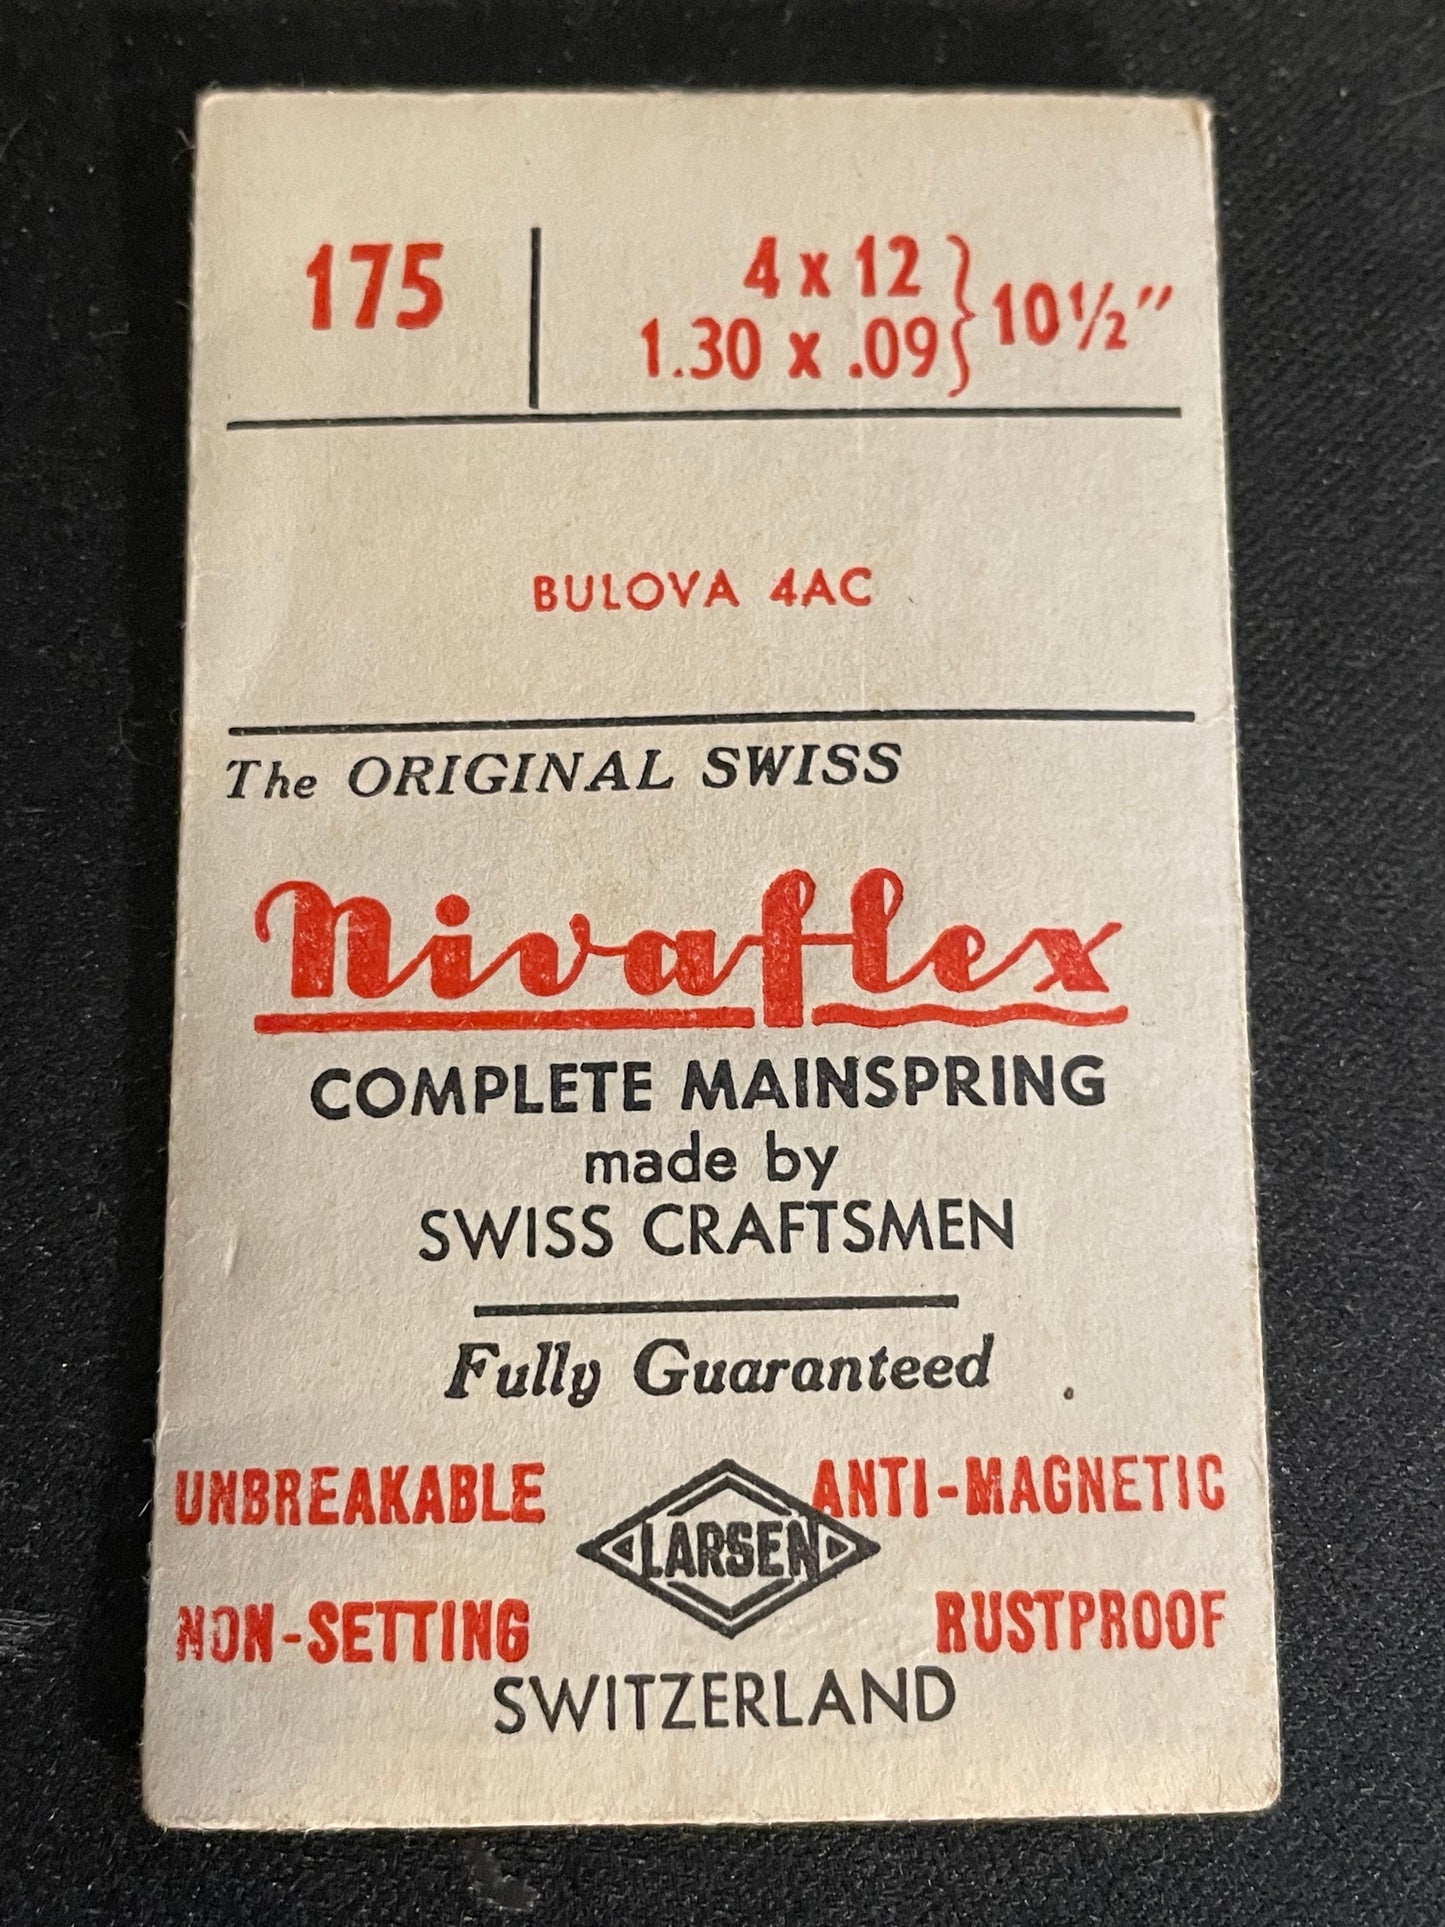 175
4 x 12
1.30 x .09
10½"
BULOVA 4AC
The ORIGINAL SWISS
Nivaflex
COMPLETE MAINSPRING
made by
SWISS CRAFTSMEN
Fully Guaranteed
UNBREAKABLE
ANTI-MAGNETIC
LARSEN
NON-SETTING
RUSTPROOF
SWITZERLAND